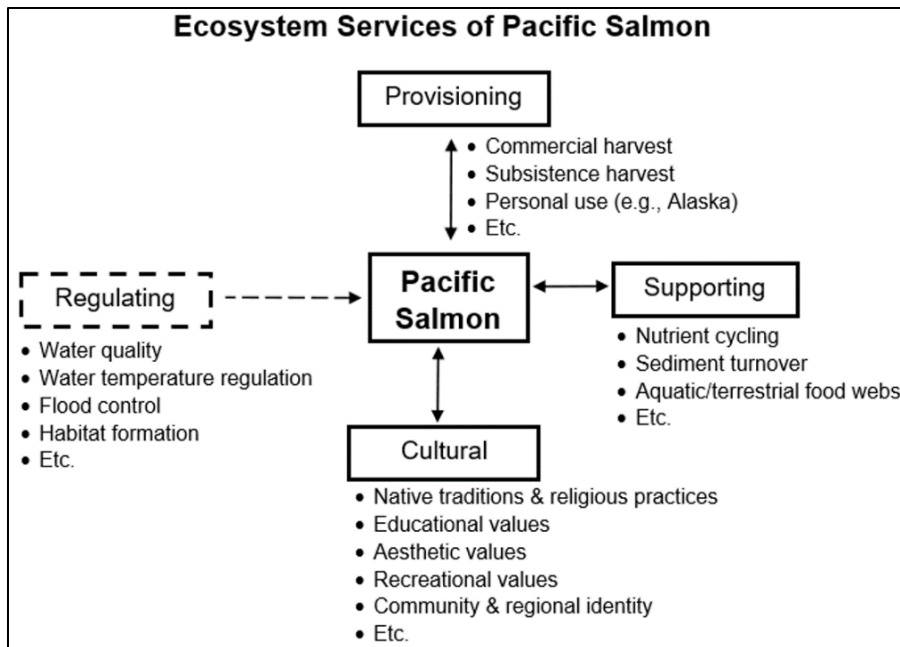 Ecosystem Services of Pacific Salmon
Provisioning
• Commercial harvest
• Subsistence harvest
• Personal use (e.g., Alaska)
• Etc.
Regulating
• Water quality
• Water temperature regulation
• Flood control
• Habitat formation
• Etc.
Pacific
Salmon
Supporting
• Nutrient cycling
• Sediment turnover
• Aquatic/terrestrial food webs
• Etc.
Cultural
• Native traditions & religious practices
• Educational values
• Aesthetic values
• Recreational values
• Community & regional identity
• Etc.